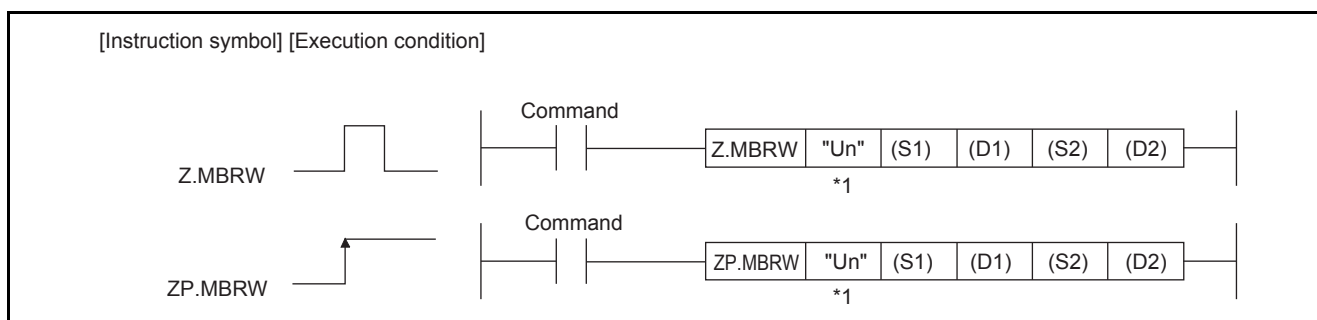 [Instruction symbol] [Execution condition]
Command
Z.MBRW Z.MBRW "Un" (S1) (D1) (S2) (D2)
*1
Command
ZP.MBRW ZP.MBRW "Un" (S1) (D1) (S2) (D2)
*1